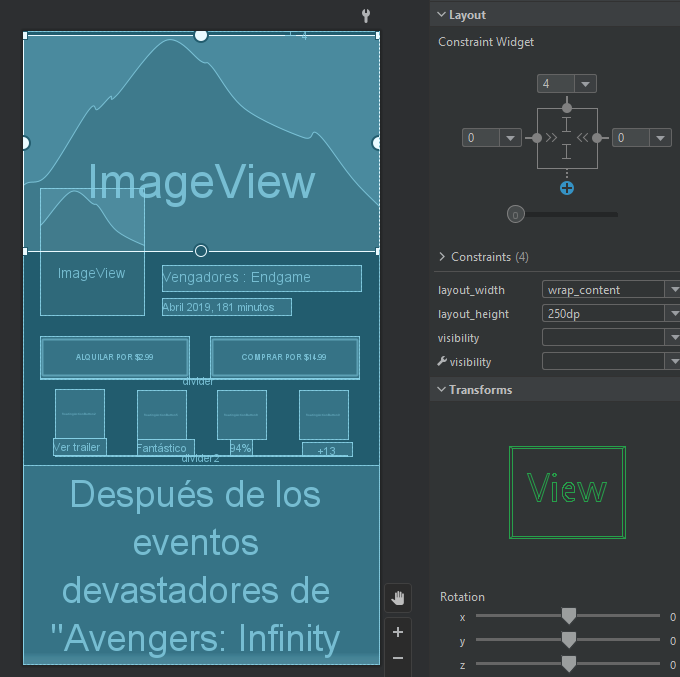 4
ImageView
ImageView
Vengadores : Endgame
Abril 2019, 181 minutos
ALQUILAR POR $2.99
COMPRAR POR $14.99
divider
Ver trailer
Fantástico
94%
+13
divider2
Después de los
eventos
devastadores de
"Avengers: Infinity
Layout
Constraint Widget
4
0
0
0
Constraints (4)
layout_width
wrap_content
layout_height
250dp
visibility
visibility
Transforms
View
Rotation
x
0
y
0
z
0